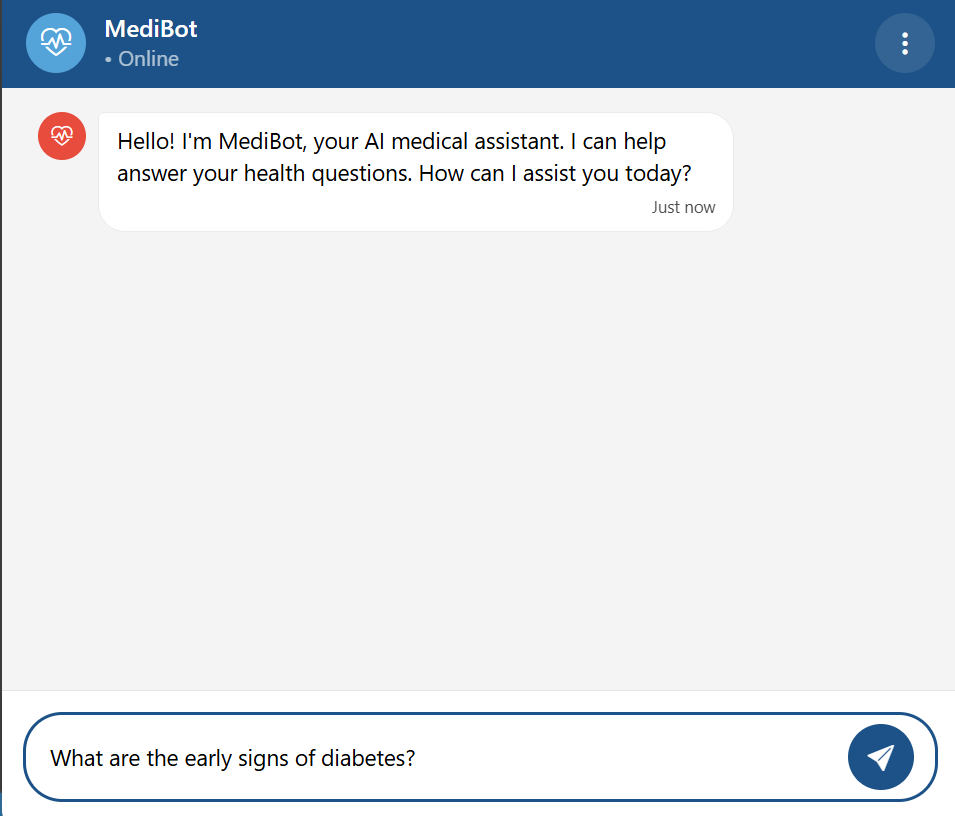 MediBot
• Online
Hello! I'm MediBot, your AI medical assistant. I can help
answer your health questions. How can I assist you today?
Just now
What are the early signs of diabetes?